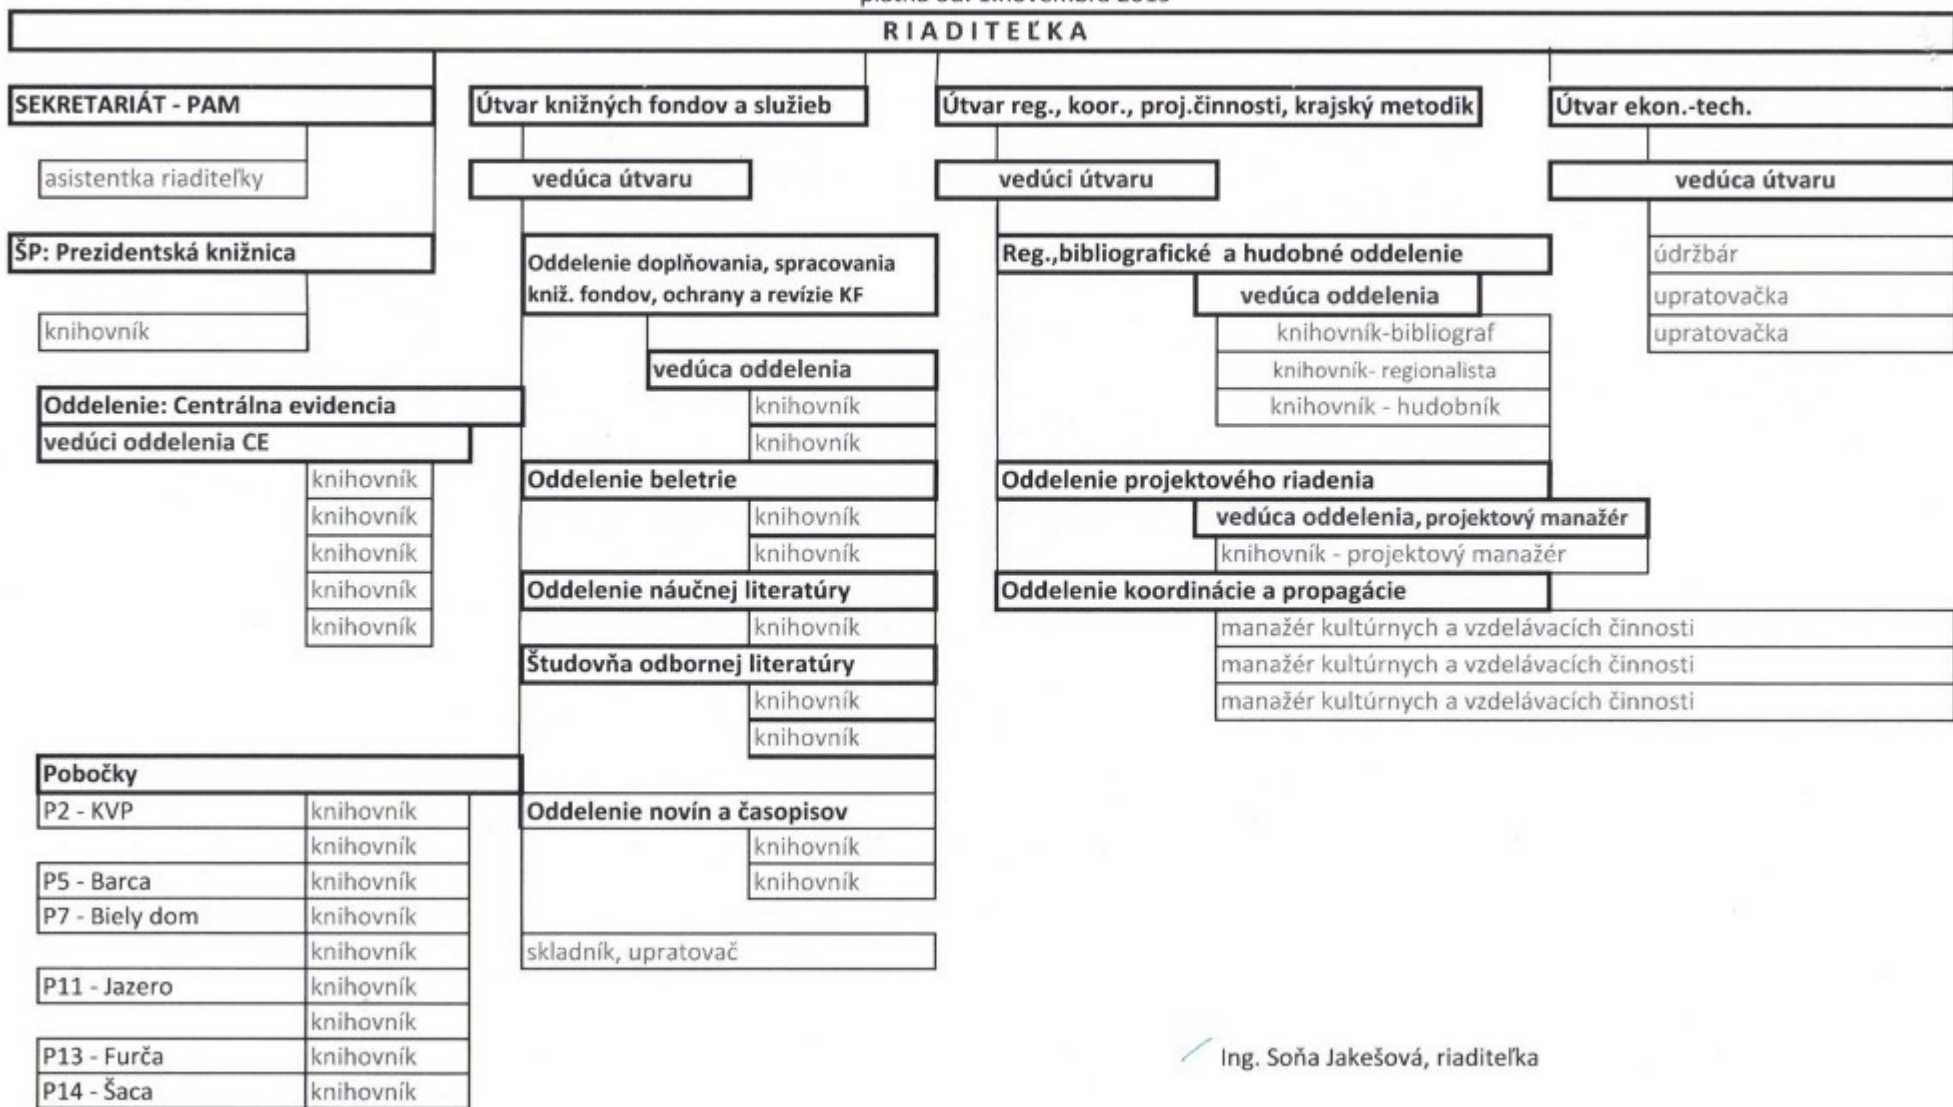 RIADITEĽKA
SEKRETARIÁT - PAM
asistentka riaditeľky
ŠP: Prezidentská knižnica
knihovník
Oddelenie: Centrálna evidencia
vedúci oddelenia CE
knihovník
knihovník
knihovník
knihovník
knihovník
Pobočky
P2 - KVP knihovník
knihovník
P5 - Barca knihovník
P7 - Biely dom knihovník
knihovník
P11 - Jazero knihovník
knihovník
P13 - Furča knihovník
P14 - Šaca knihovník
Útvar knižných fondov a služieb
vedúca útvaru
Oddelenie doplňovania, spracovania
kniž. fondov, ochrany a revízie KF
vedúca oddelenia
knihovník
knihovník
Oddelenie beletrie
knihovník
knihovník
Oddelenie náučnej literatúry
knihovník
Študovňa odbornej literatúry
knihovník
knihovník
Oddelenie novín a časopisov
knihovník
knihovník
skladník, upratovač
Útvar reg., koor., proj.činnosti, krajský metodik
vedúci útvaru
Reg.,bibliografické a hudobné oddelenie
vedúca oddelenia
knihovník-bibliograf
knihovník- regionalista
knihovník - hudobník
Oddelenie projektového riadenia
vedúca oddelenia, projektový manažér
knihovník - projektový manažér
Oddelenie koordinácie a propagácie
manažér kultúrnych a vzdelávacích činnosti
manažér kultúrnych a vzdelávacích činnosti
manažér kultúrnych a vzdelávacích činnosti
Útvar ekon.-tech.
vedúca útvaru
údržbár
upratovačka
upratovačka
Ing. Soňa Jakešová, riaditeľka